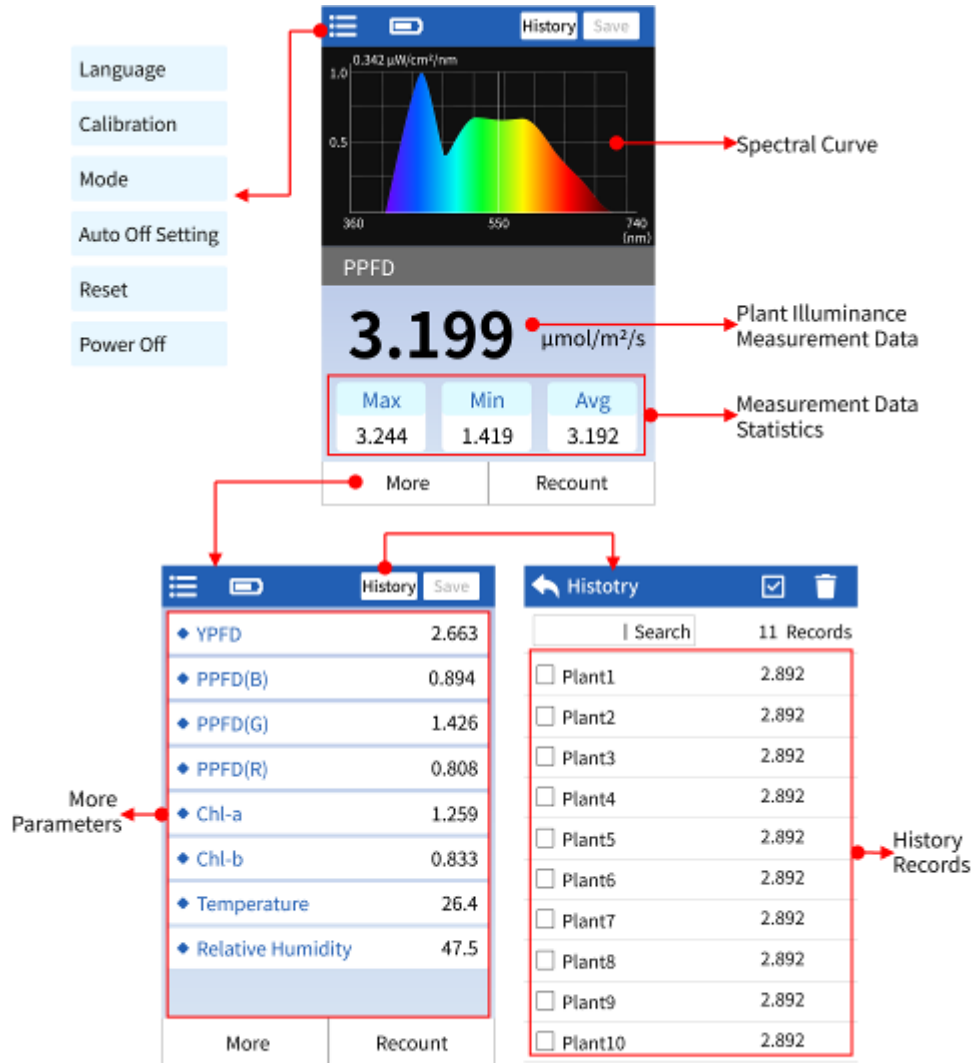 History Save
0.342 μW/cm²/nm
1.0
0.5
360 550 740
(nm)
PPFD
3.199 μmol/m²/s
Max Min Avg
3.244 1.419 3.192
More Recount
Language
Calibration
Mode
Auto Off Setting
Reset
Power Off
Spectral Curve
Plant Illuminance
Measurement Data
Measurement Data
Statistics
History Save
YPFD 2.663
PPFD(B) 0.894
PPFD(G) 1.426
PPFD(R) 0.808
Chl-a 1.259
Chl-b 0.833
Temperature 26.4
Relative Humidity 47.5
More Recount
More
Parameters
Histotry
| Search 11 Records
Plant1 2.892
Plant2 2.892
Plant3 2.892
Plant4 2.892
Plant5 2.892
Plant6 2.892
Plant7 2.892
Plant8 2.892
Plant9 2.892
Plant10 2.892
History
Records